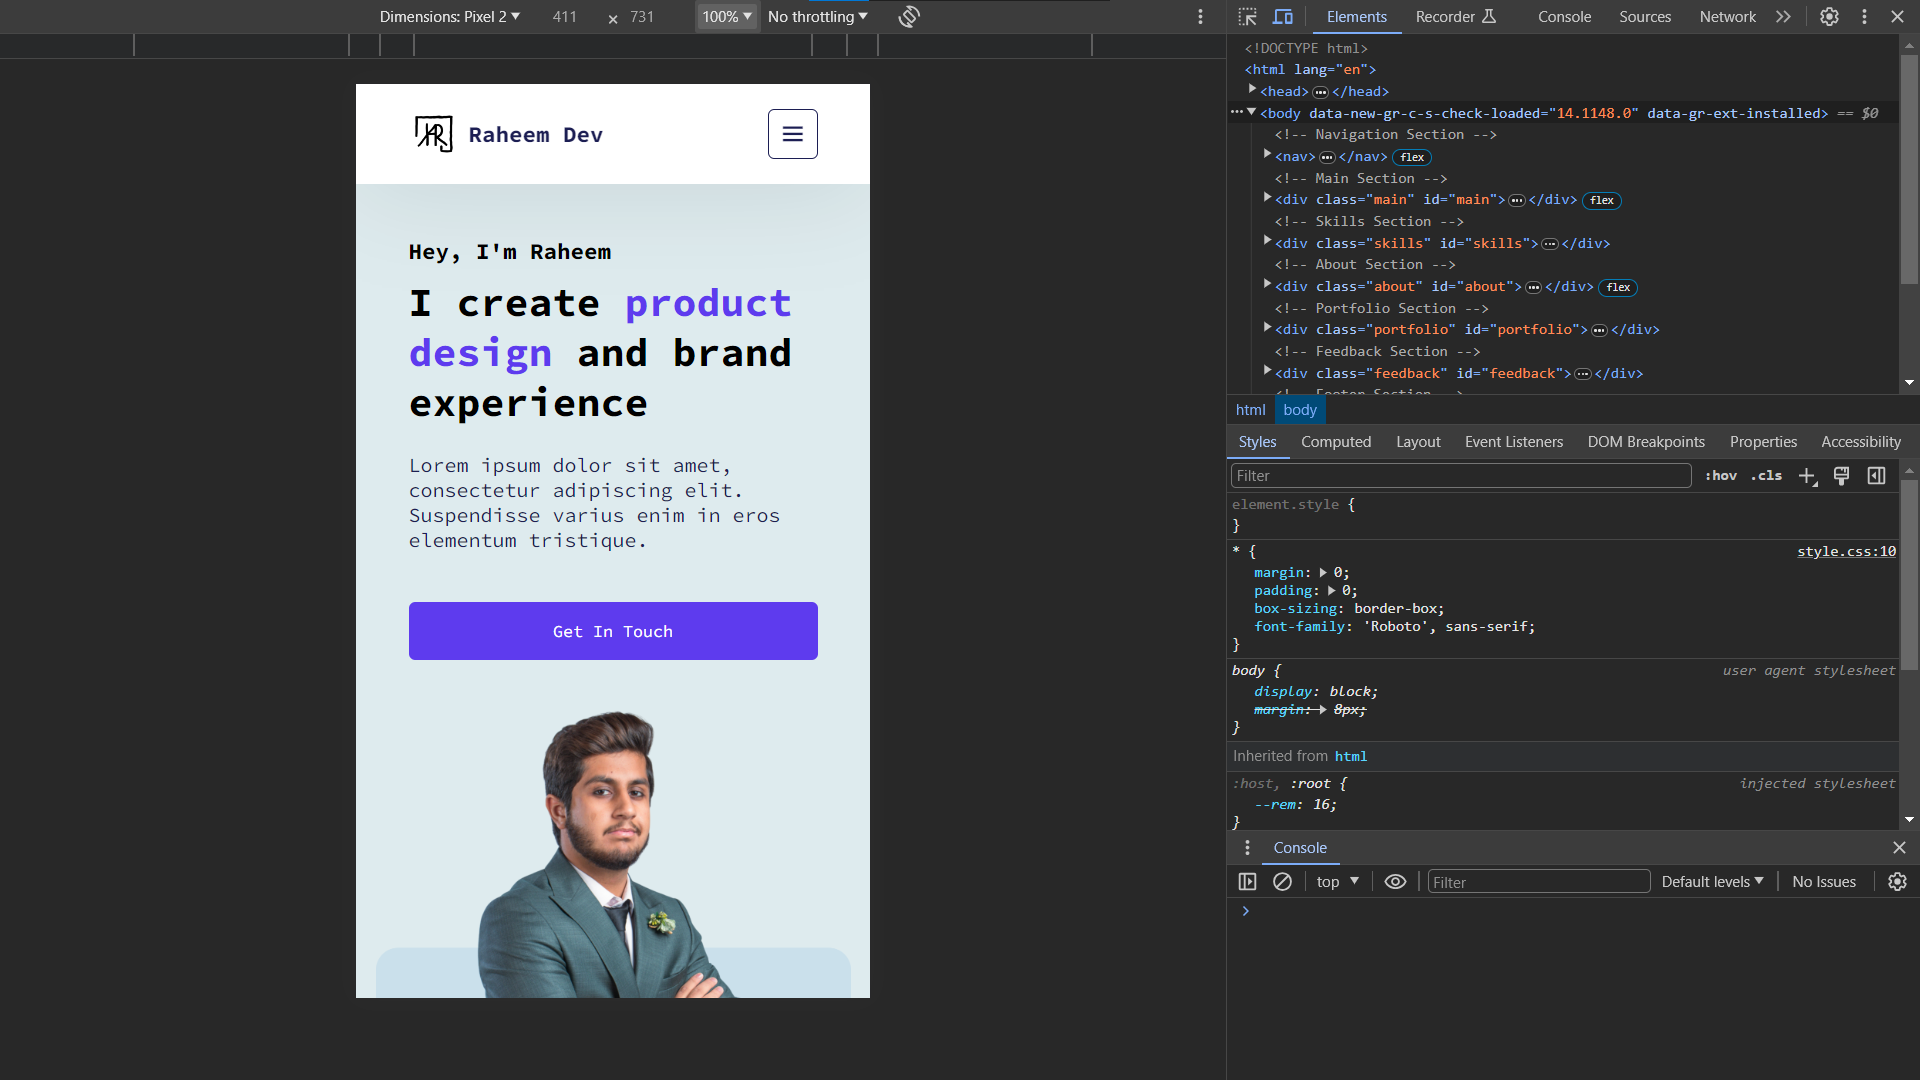 Dimensions: Pixel 2 ▼ 411 × 731 100% ▼ No throttling ▼
Raheem Dev
Hey, I'm Raheem
I create product
design and brand
experience
Lorem ipsum dolor sit amet,
consectetur adipiscing elit.
Suspendisse varius enim in eros
elementum tristique.
Get In Touch
Elements Recorder Console Sources Network
<!DOCTYPE html>
<html lang="en">
<head> ••• </head>
••• <body data-new-gr-c-s-check-loaded="14.1148.0" data-gr-ext-installed> == $0
<!-- Navigation Section -->
<nav> ••• </nav> flex
<!-- Main Section -->
<div class="main" id="main"> ••• </div> flex
<!-- Skills Section -->
<div class="skills" id="skills"> ••• </div>
<!-- About Section -->
<div class="about" id="about"> ••• </div> flex
<!-- Portfolio Section -->
<div class="portfolio" id="portfolio"> ••• </div>
<!-- Feedback Section -->
<div class="feedback" id="feedback"> ••• </div>
<!-- Footer Section -->
html body
Styles Computed Layout Event Listeners DOM Breakpoints Properties Accessibility
Filter :hov .cls
element.style {
}
* { style.css:10
margin: 0;
padding: 0;
box-sizing: border-box;
font-family: 'Roboto', sans-serif;
}
body { user agent stylesheet
display: block;
margin: 8px;
}
Inherited from html
:host, :root { injected stylesheet
--rem: 16;
}
Console
top ▼ Filter Default levels ▼ No Issues